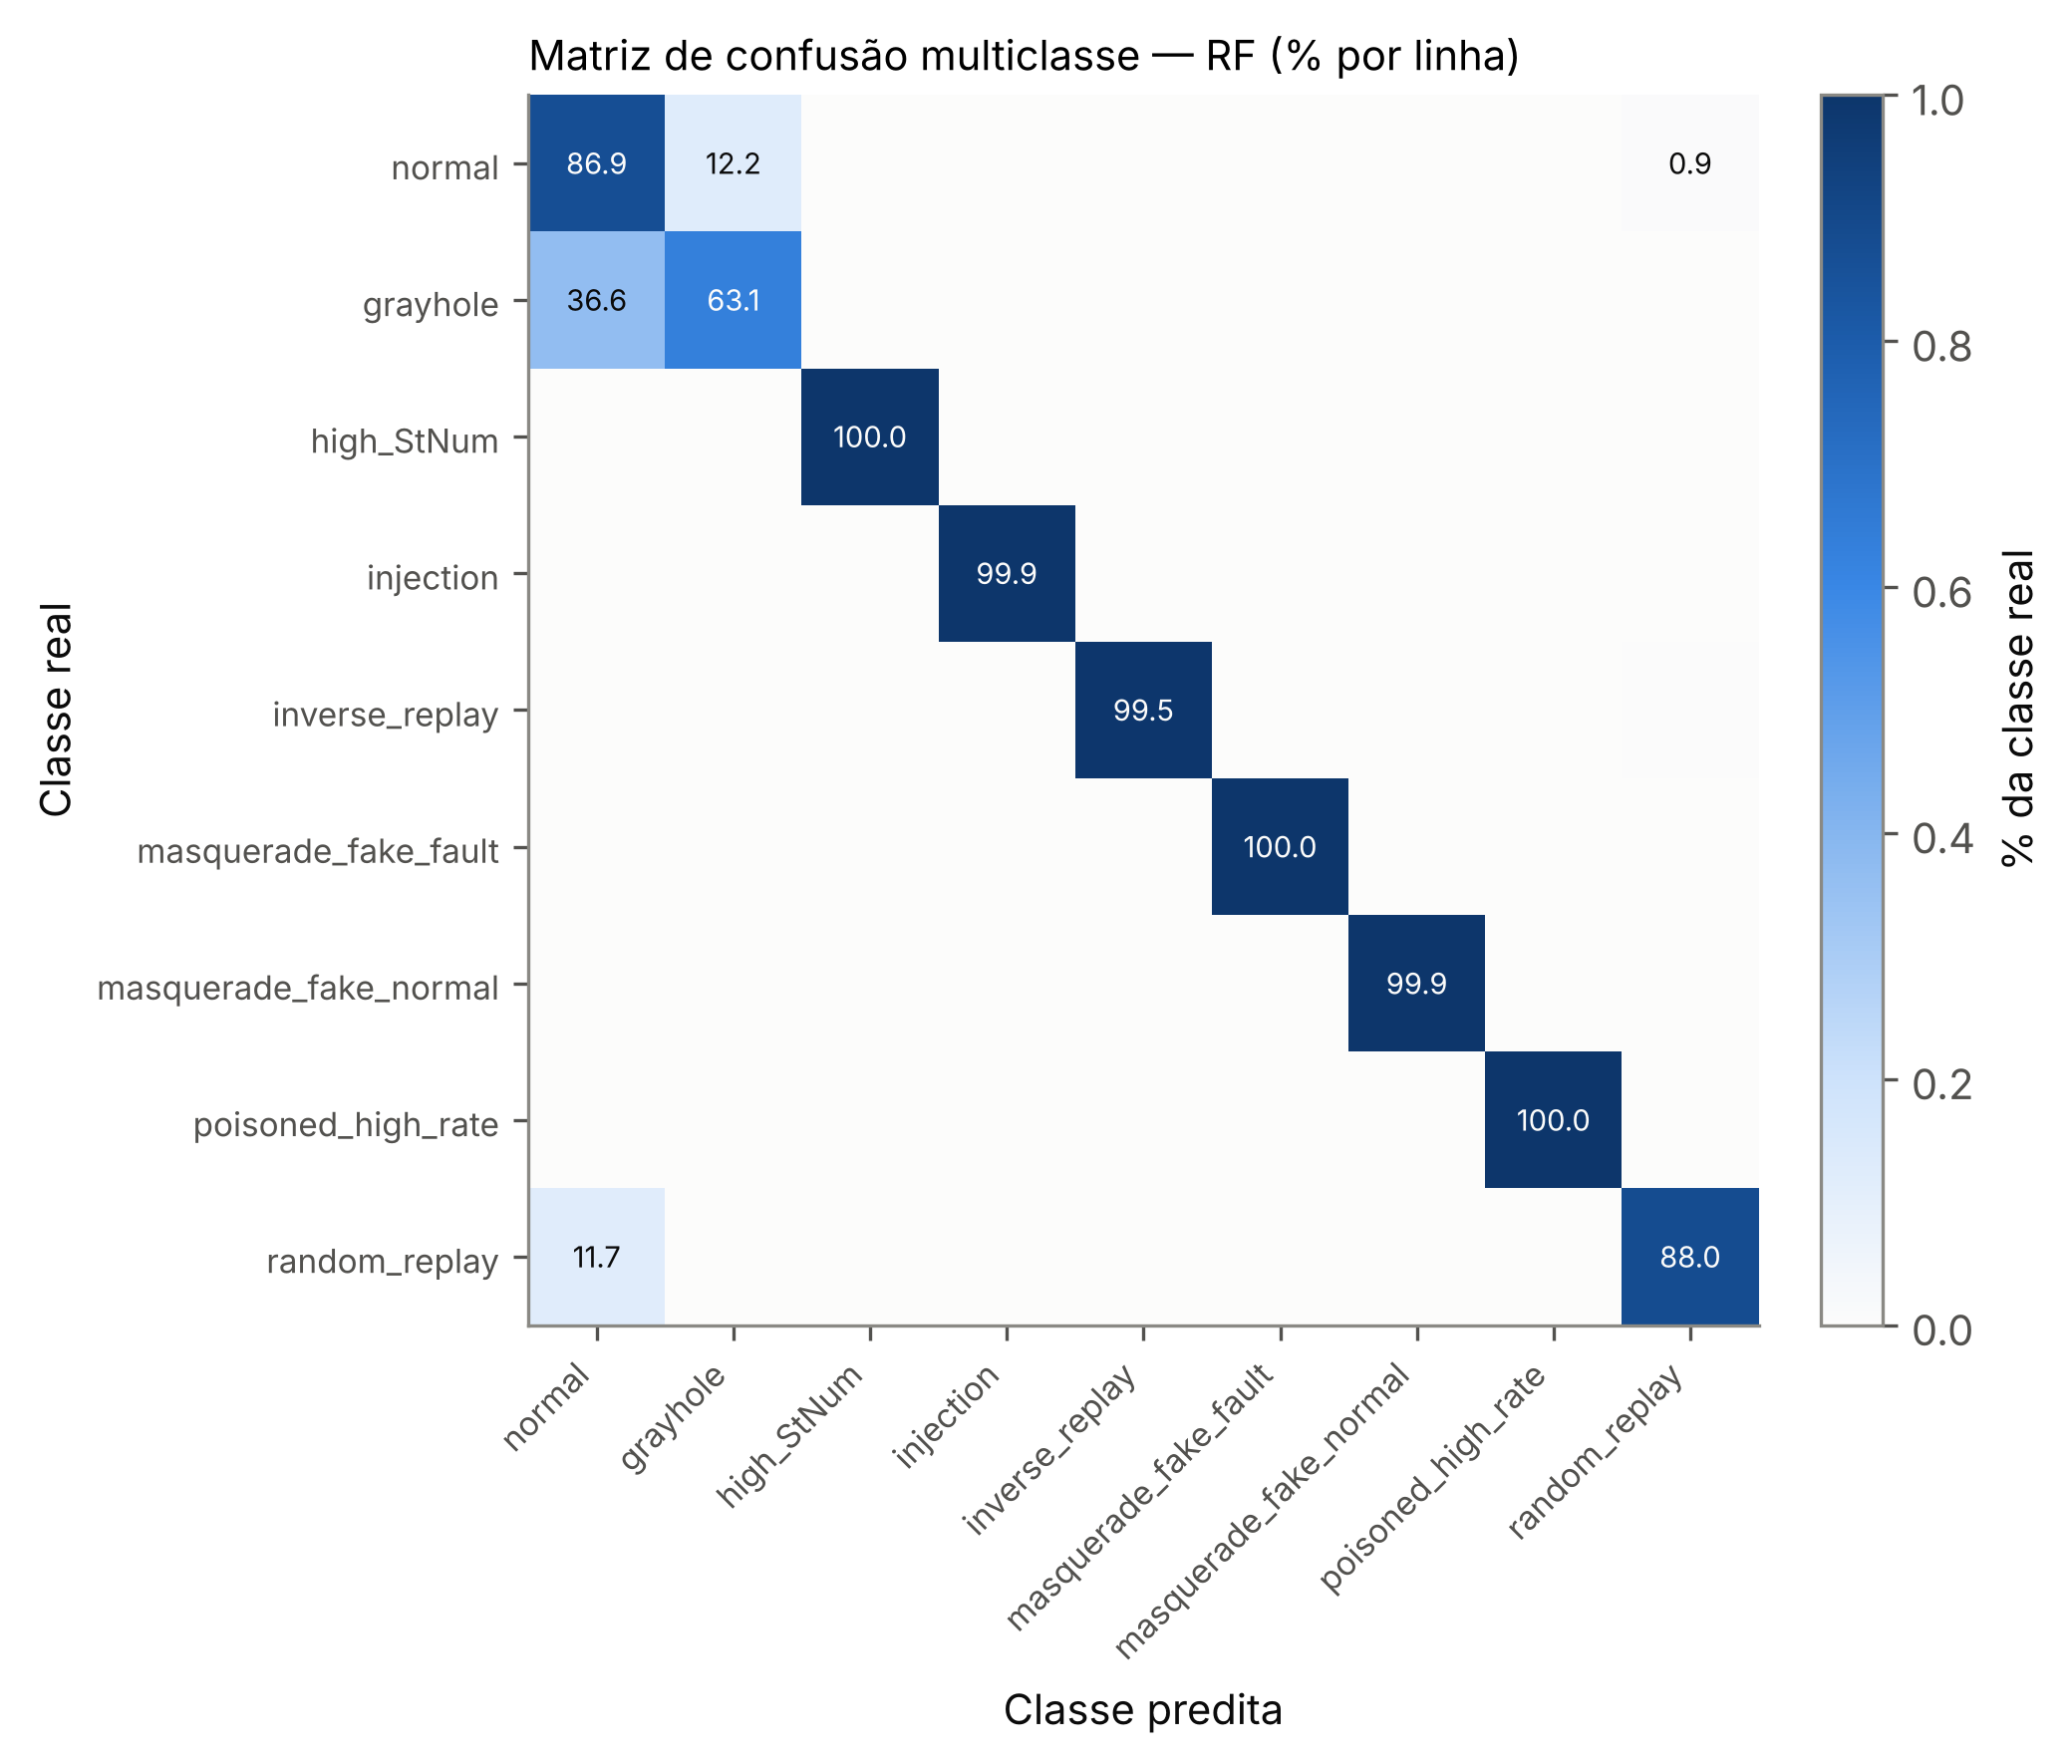 Matriz de confusão multiclasse — RF (% por linha)
normal
86.9
12.2
0.9
grayhole
36.6
63.1
high_StNum
100.0
injection
99.9
inverse_replay
99.5
masquerade_fake_fault
100.0
masquerade_fake_normal
99.9
poisoned_high_rate
100.0
random_replay
11.7
88.0
Classe real
normal
grayhole
high_StNum
injection
inverse_replay
masquerade_fake_fault
masquerade_fake_normal
poisoned_high_rate
random_replay
Classe predita
1.0
0.8
0.6
0.4
0.2
0.0
% da classe real